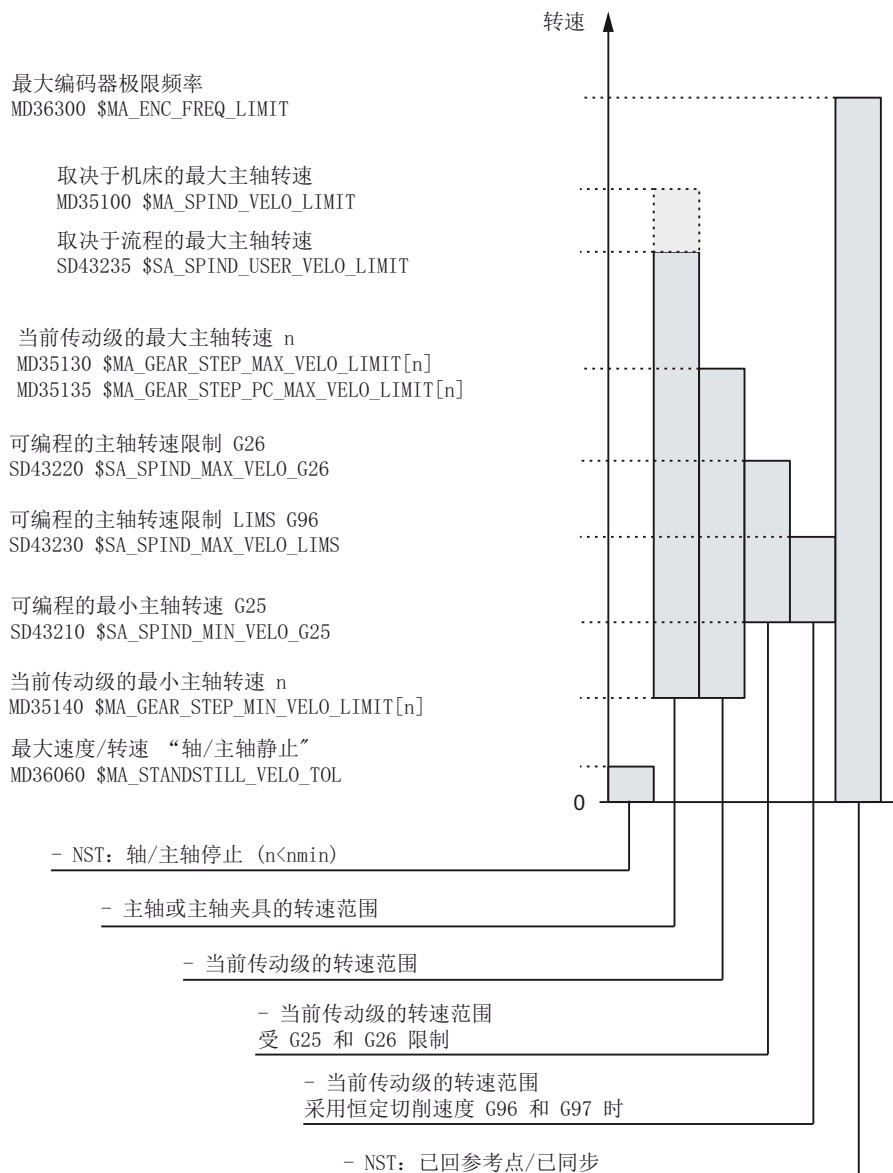 转速
最大编码器极限频率
MD36300 $MA_ENC_FREQ_LIMIT
取决于机床的最大主轴转速
MD35100 $MA_SPIND_VELO_LIMIT
取决于流程的最大主轴转速
SD43235 $SA_SPIND_USER_VELO_LIMIT
当前传动级的最大主轴转速 n
MD35130 $MA_GEAR_STEP_MAX_VELO_LIMIT[n]
MD35135 $MA_GEAR_STEP_PC_MAX_VELO_LIMIT[n]
可编程的主轴转速限制 G26
SD43220 $SA_SPIND_MAX_VELO_G26
可编程的主轴转速限制 LIMS G96
SD43230 $SA_SPIND_MAX_VELO_LIMS
可编程的最小主轴转速 G25
SD43210 $SA_SPIND_MIN_VELO_G25
当前传动级的最小主轴转速 n
MD35140 $MA_GEAR_STEP_MIN_VELO_LIMIT[n]
最大速度/转速 “轴/主轴静止"
MD36060 $MA_STANDSTILL_VELO_TOL
0
- NST: 轴/主轴停止 (n<nmin)
- 主轴或主轴夹具的转速范围
- 当前传动级的转速范围
- 当前传动级的转速范围
受 G25 和 G26 限制
- 当前传动级的转速范围
采用恒定切削速度 G96 和 G97 时
- NST: 已回参考点/已同步